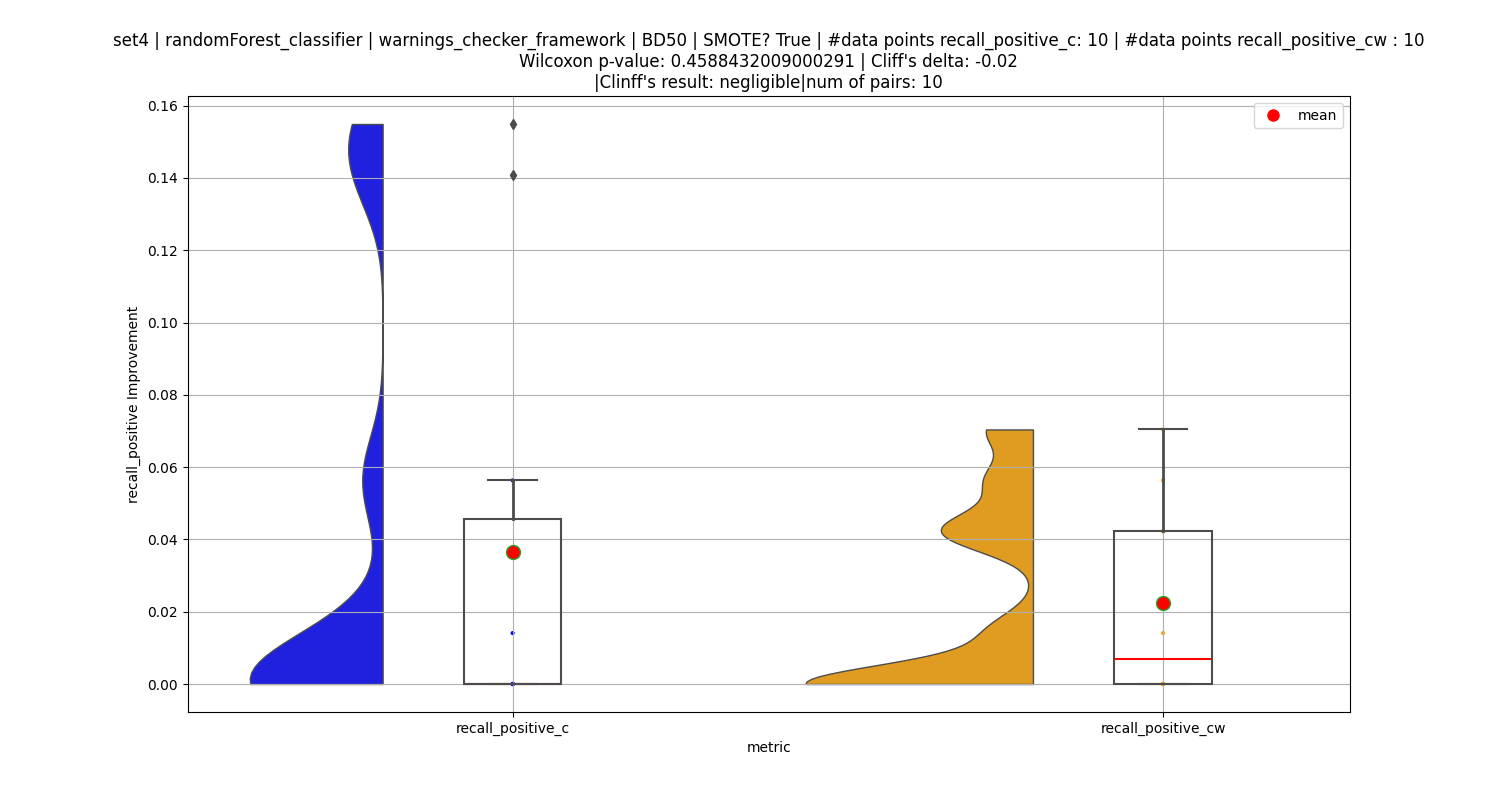 set4 | randomForest_classifier | warnings_checker_framework | BD50 | SMOTE? True | #data points recall_positive_c: 10 | #data points recall_positive_cw : 10
Wilcoxon p-value: 0.4588432009000291 | Cliff's delta: -0.02
|Clinff's result: negligible|num of pairs: 10
mean
0.16
0.14
0.12
0.10
0.08
0.06
0.04
0.02
0.00
recall_positive Improvement
recall_positive_c
recall_positive_cw
metric